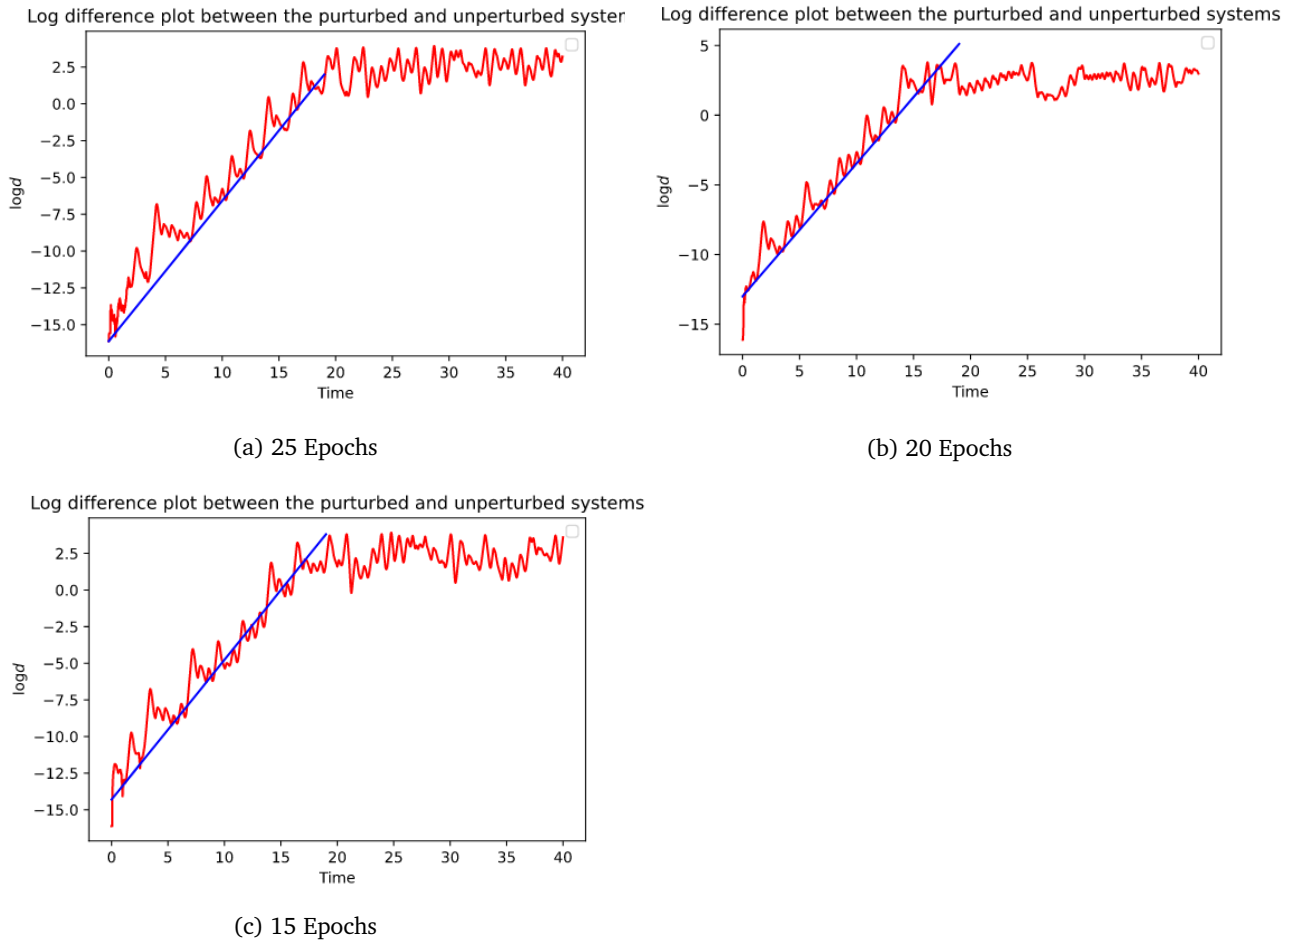 Log difference plot between the purturbed and unperturbed syster
2.5
0.0
−2.5
−5.0
−7.5
−10.0
−12.5
−15.0
logd
0 5 10 15 20 25 30 35 40
Time
(a) 25 Epochs
Log difference plot between the purturbed and unperturbed systems
5
0
−5
−10
−15
logd
0 5 10 15 20 25 30 35 40
Time
(b) 20 Epochs
Log difference plot between the purturbed and unperturbed systems
2.5
0.0
−2.5
−5.0
−7.5
−10.0
−12.5
−15.0
logd
0 5 10 15 20 25 30 35 40
Time
(c) 15 Epochs